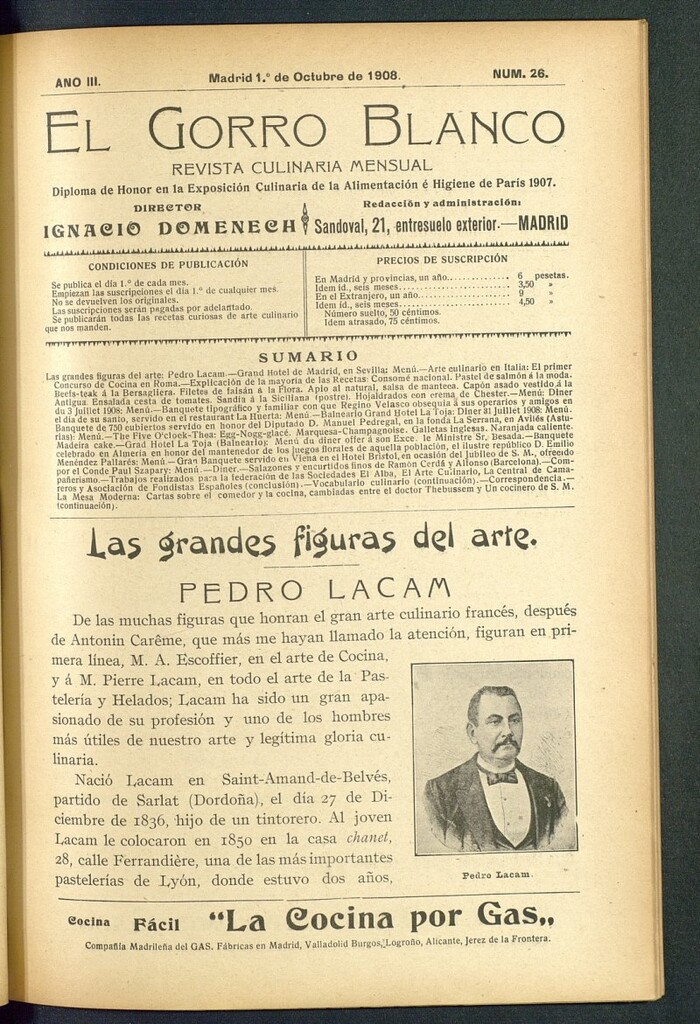 AÑO III.
Madrid 1.º de Octubre de 1908.
NUM. 26.
EL GORRO BLANCO
REVISTA CULINARIA MENSUAL
Diploma de Honor en la Exposición Culinaria de la Alimentación é Higiene de París 1907.
DIRECTOR
IGNACIO DOMENECH
Redacción y administración:
Sandoval, 21, entresuelo exterior.—MADRID
CONDICIONES DE PUBLICACIÓN
Se publica el día 1.º de cada mes.
Empiezan las suscripciones el día 1.º de cualquier mes.
No se devuelven los originales.
Las suscripciones serán pagadas por adelantado.
Se publicarán todas las recetas curiosas de arte culinario
que nos manden.
PRECIOS DE SUSCRIPCIÓN
En Madrid y provincias, un año.............. 6 pesetas.
Idem íd., seis meses........................ 3,50 »
En el Extranjero, un año.................... 9 »
Idem íd., seis meses........................ 4,50 »
Número suelto, 50 céntimos.
Idem atrasado, 75 céntimos.
SUMARIO
Las grandes figuras del arte: Pedro Lacam.—Grand Hotel de Madrid, en Sevilla: Menú.—Arte culinario en Italia: El primer
Concurso de Cocina en Roma.—Explicación de la mayoría de las Recetas: Consomé nacional. Pastel de salmón á la moda.
Beefs-teak á la Bersagliera. Filetes de faisán á la Flora. Apio al natural, salsa de manteca. Capón asado vestido á la
Antigua. Ensalada cesta de tomates. Sandia á la Siciliana (postre). Hojaldrados con crema de Chester.—Menú: Diner
du 3 Juillet 1908: Menú.—Banquete tipográfico y familiar con que Regino Velasco obsequia á sus operarios y amigos en
el día de su santo, servido en el restaurant La Huerta: Menú.—Balneario Grand Hotel La Toja: Diner 31 Juillet 1908: Menú.
Banquete de 750 cubiertos servido en honor del Diputado D. Manuel Pedregal, en la fonda La Serrana, en Avilés (Astu-
rias): Menú.—The Five O'clock-Thea: Egg-Nogg-glacé. Marquesa-Champagnoise. Galletas Inglesas. Naranjada caliente.
Madeira cake.—Grad Hotel La Toja (Balneario): Menú du diner offert á son Exce. le Ministre Sr. Besada.—Banquete
celebrado en Almería en honor del mantenedor de los juegos florales de aquella población, el ilustre repúblico D. Emilio
Menéndez Pallarés: Menú.—Gran Banquete servido en Viena en el Hotel Bristol, en ocasión del Jubileo de S. M., ofrecido
por el Conde Paul Szapary: Menú.—Diner.—Salazones y encurtidos finos de Ramón Cerdá y Alfonso (Barcelona).—Com-
pañerismo.—Trabajos realizados para la federación de las Sociedades El Alba, El Arte Culinario, La Central de Cama-
reros y Asociación de Fondistas Españoles (conclusión).—Vocabulario culinario (continuación).—Correspondencia.—
La Mesa Moderna: Cartas sobre el comedor y la cocina, cambiadas entre el doctor Thebussem y Un cocinero de S. M.
(continuación).
Las grandes figuras del arte.
PEDRO LACAM
De las muchas figuras que honran el gran arte culinario francés, después
de Antonin Carême, que más me hayan llamado la atención, figuran en pri-
mera línea, M. A. Escoffier, en el arte de Cocina,
y á M. Pierre Lacam, en todo el arte de la Pas-
telería y Helados; Lacam ha sido un gran apa-
sionado de su profesión y uno de los hombres
más útiles de nuestro arte y legítima gloria cu-
linaria.
Nació Lacam en Saint-Amand-de-Belvés,
partido de Sarlat (Dordoña), el día 27 de Di-
ciembre de 1836, hijo de un tintorero. Al joven
Lacam le colocaron en 1850 en la casa chanet,
28, calle Ferrandière, una de las más importantes
pastelerías de Lyón, donde estuvo dos años,
Pedro Lacam.
Cocina Fácil “La Cocina por Gas„
Compañía Madrileña del GAS. Fábricas en Madrid, Valladolid Burgos, Logroño, Alicante, Jerez de la Frontera.